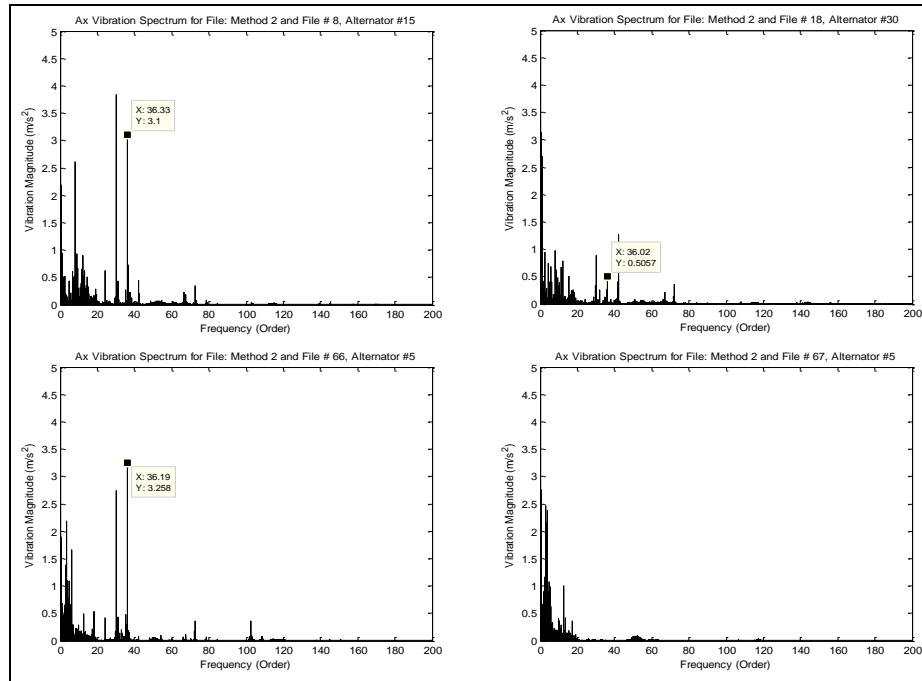 Ax Vibration Spectrum for File: Method 2 and File # 8, Alternator #15
5
4.5
4
3.5
3
2.5
2
1.5
1
0.5
0
Vibration Magnitude (m/s²)
X: 36.33
Y: 3.1
0 20 40 60 80 100 120 140 160 180 200
Frequency (Order)
Ax Vibration Spectrum for File: Method 2 and File # 18, Alternator #30
5
4.5
4
3.5
3
2.5
2
1.5
1
0.5
0
Vibration Magnitude (m/s²)
X: 36.02
Y: 0.5057
0 20 40 60 80 100 120 140 160 180 200
Frequency (Order)
Ax Vibration Spectrum for File: Method 2 and File # 66, Alternator #5
5
4.5
4
3.5
3
2.5
2
1.5
1
0.5
0
Vibration Magnitude (m/s²)
X: 36.19
Y: 3.258
0 20 40 60 80 100 120 140 160 180 200
Frequency (Order)
Ax Vibration Spectrum for File: Method 2 and File # 67, Alternator #5
5
4.5
4
3.5
3
2.5
2
1.5
1
0.5
0
Vibration Magnitude (m/s²)
0 20 40 60 80 100 120 140 160 180 200
Frequency (Order)